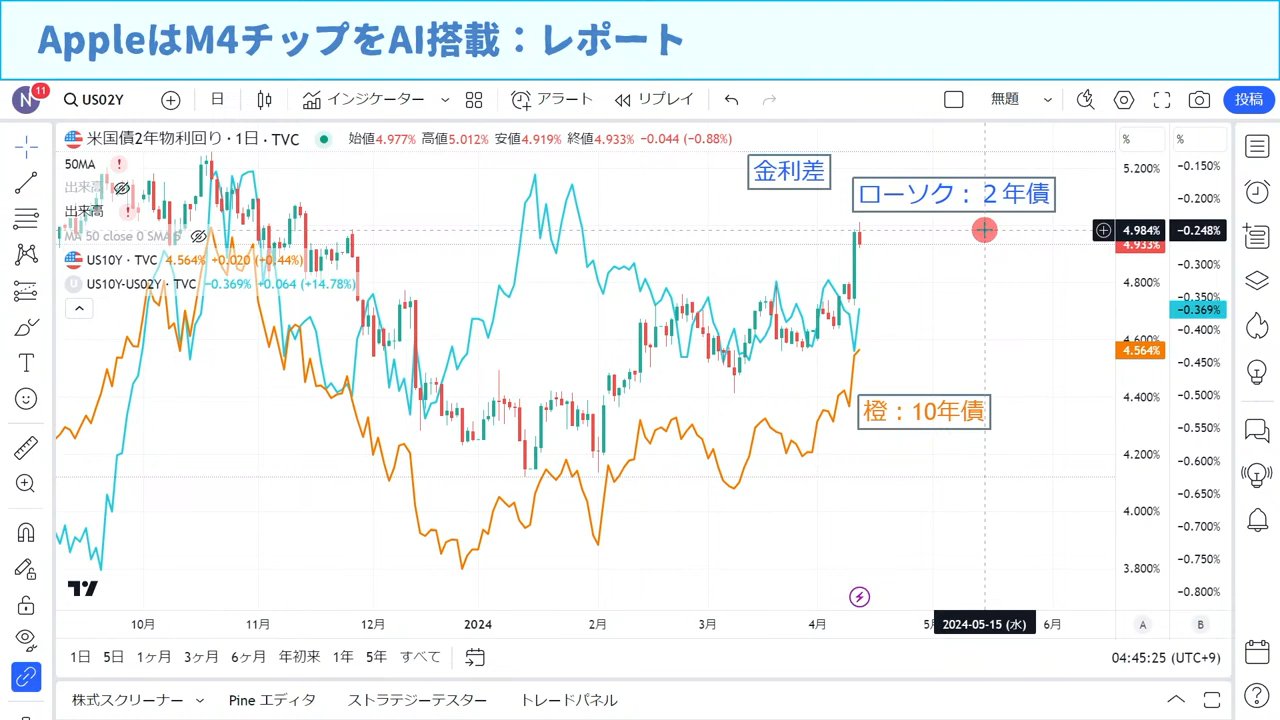 AppleはM4チップをAI搭載：レポート
N 11 US02Y 日 インジケーター アラート リプレイ 無題 投稿
米国債2年物利回り・1日・TVC 始値4.977% 高値5.012% 安値4.919% 終値4.933% -0.044 (-0.88%)
50MA !
出来高
出来高 !
US10Y・TVC 4.564% +0.020 (+0.44%)
U US10Y-US02Y・TVC -0.369% +0.064 (+14.78%)
金利差
ローソク：２年債
橙：10年債
% %
5.200%
4.984%
4.933%
4.800%
4.600%
4.564%
4.400%
4.200%
4.000%
3.800%
-0.150%
-0.200%
-0.248%
-0.300%
-0.350%
-0.369%
-0.400%
-0.450%
-0.500%
-0.550%
-0.600%
-0.650%
-0.700%
-0.750%
-0.800%
10月 11月 12月 2024 2月 3月 4月 2024-05-15 (水) 6月 A B
1日 5日 1ヶ月 3ヶ月 6ヶ月 年初来 1年 5年 すべて 04:45:25 (UTC+9)
株式スクリーナー Pine エディタ ストラテジーテスター トレードパネル